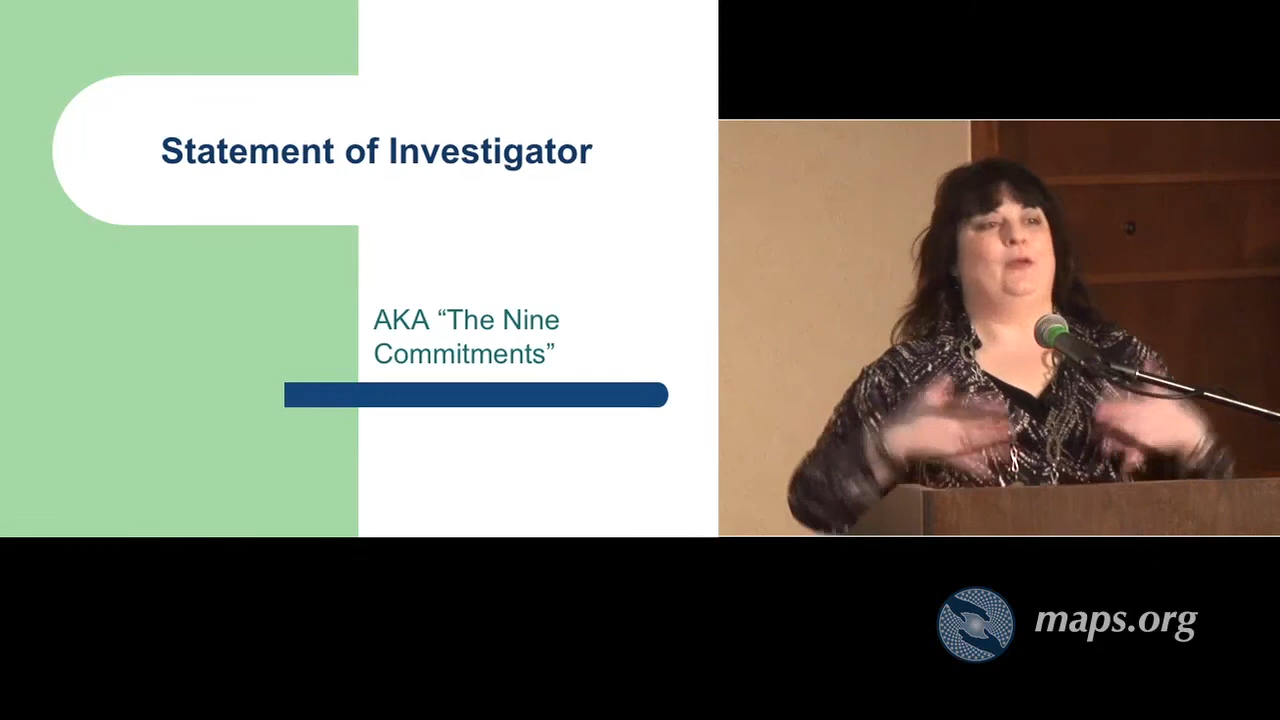 Statement of Investigator
AKA “The Nine
Commitments”
maps.org